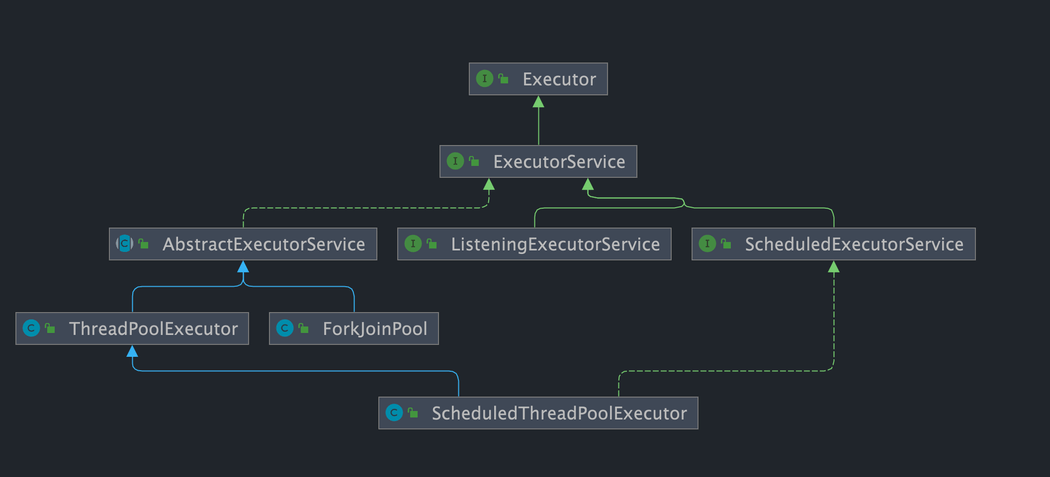 I Executor
I ExecutorService
C AbstractExecutorService
I ListeningExecutorService
I ScheduledExecutorService
C ThreadPoolExecutor
C ForkJoinPool
C ScheduledThreadPoolExecutor